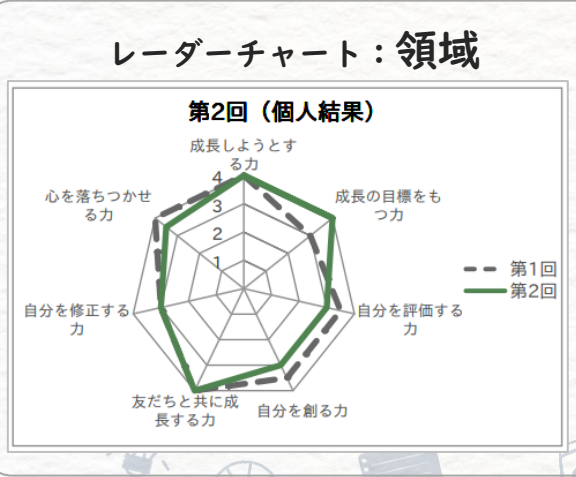 レーダーチャート：領域
第2回（個人結果）
成長しようとす
る力
4
3
2
1
成長の目標をも
つ力
自分を評価する
力
自分を創る力
友だちと共に成
長する力
自分を修正する
力
心を落ちつかせ
る力
第1回
第2回